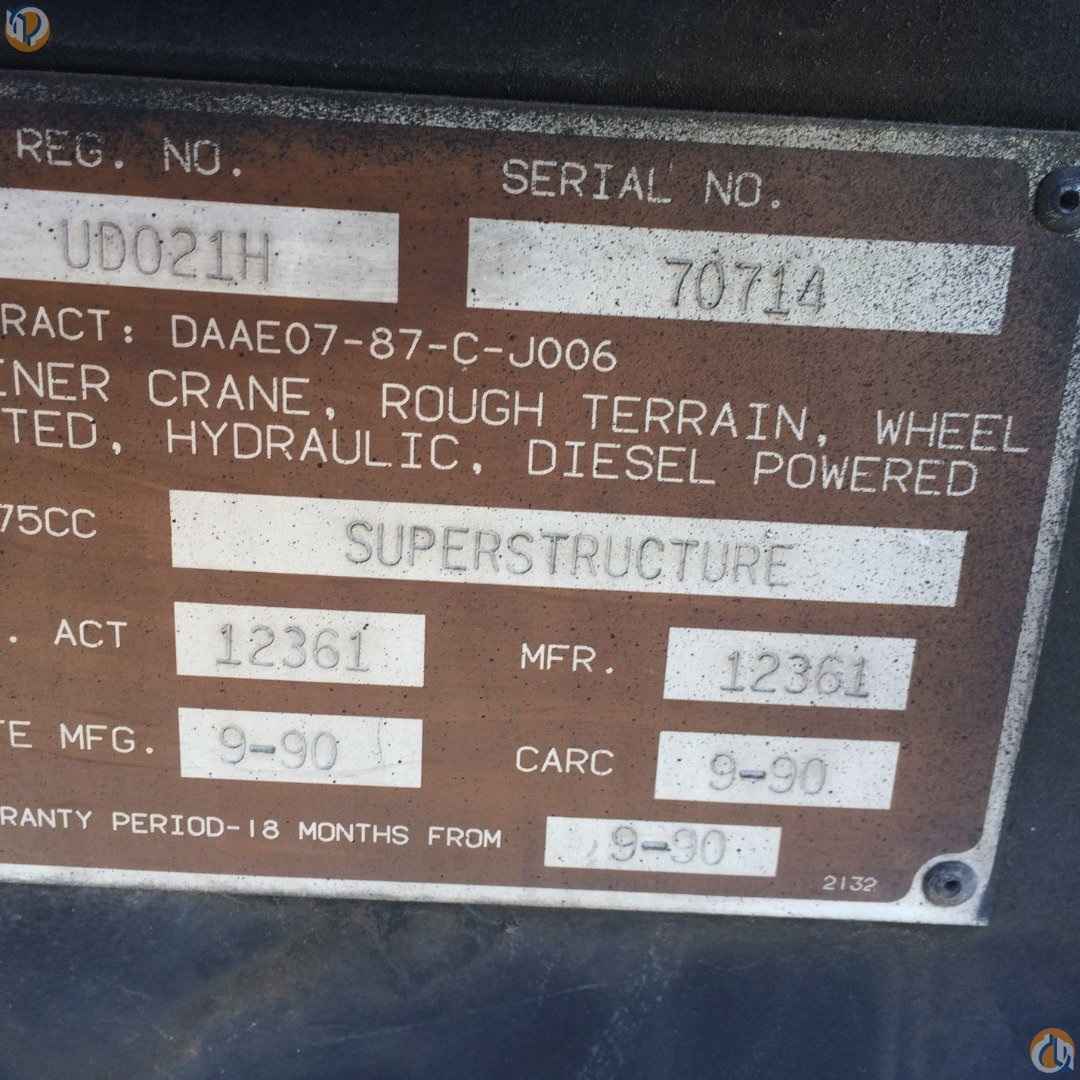 REG. NO. SERIAL NO.
UD021H 70714
RACT: DAAE07-87-C-J006
INER CRANE, ROUGH TERRAIN, WHEEL
TED, HYDRAULIC, DIESEL POWERED
75CC SUPERSTRUCTURE
. ACT 12361 MFR. 12361
TE MFG. 9-90 CARC 9-90
RANTY PERIOD-18 MONTHS FROM 9-90
2132